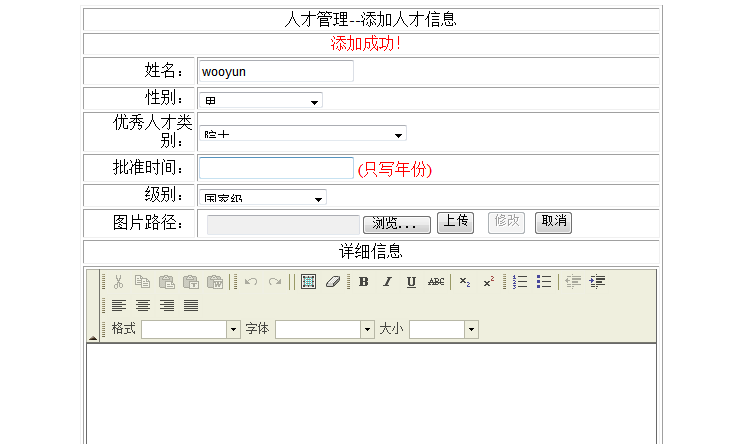 人才管理--添加人才信息
添加成功!
姓名: wooyun
性别: 男
优秀人才类
别: 院士
批准时间: (只写年份)
级别: 国家级
图片路径: 浏览... 上传 修改 取消
详细信息
B I U ABC x₂ x²
格式 字体 大小